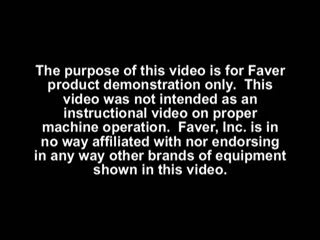 The purpose of this video is for Faver
product demonstration only.  This
video was not intended as an
instructional video on proper
machine operation.  Faver, Inc. is in
no way affiliated with nor endorsing
in any way other brands of equipment
shown in this video.